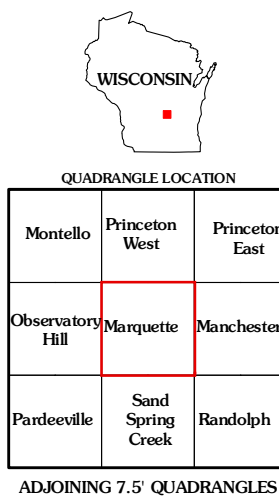 WISCONSIN
QUADRANGLE LOCATION
Montello
Princeton
West
Princeton
East
Observatory
Hill
Marquette
Manchester
Pardeeville
Sand
Spring
Creek
Randolph
ADJOINING 7.5' QUADRANGLES